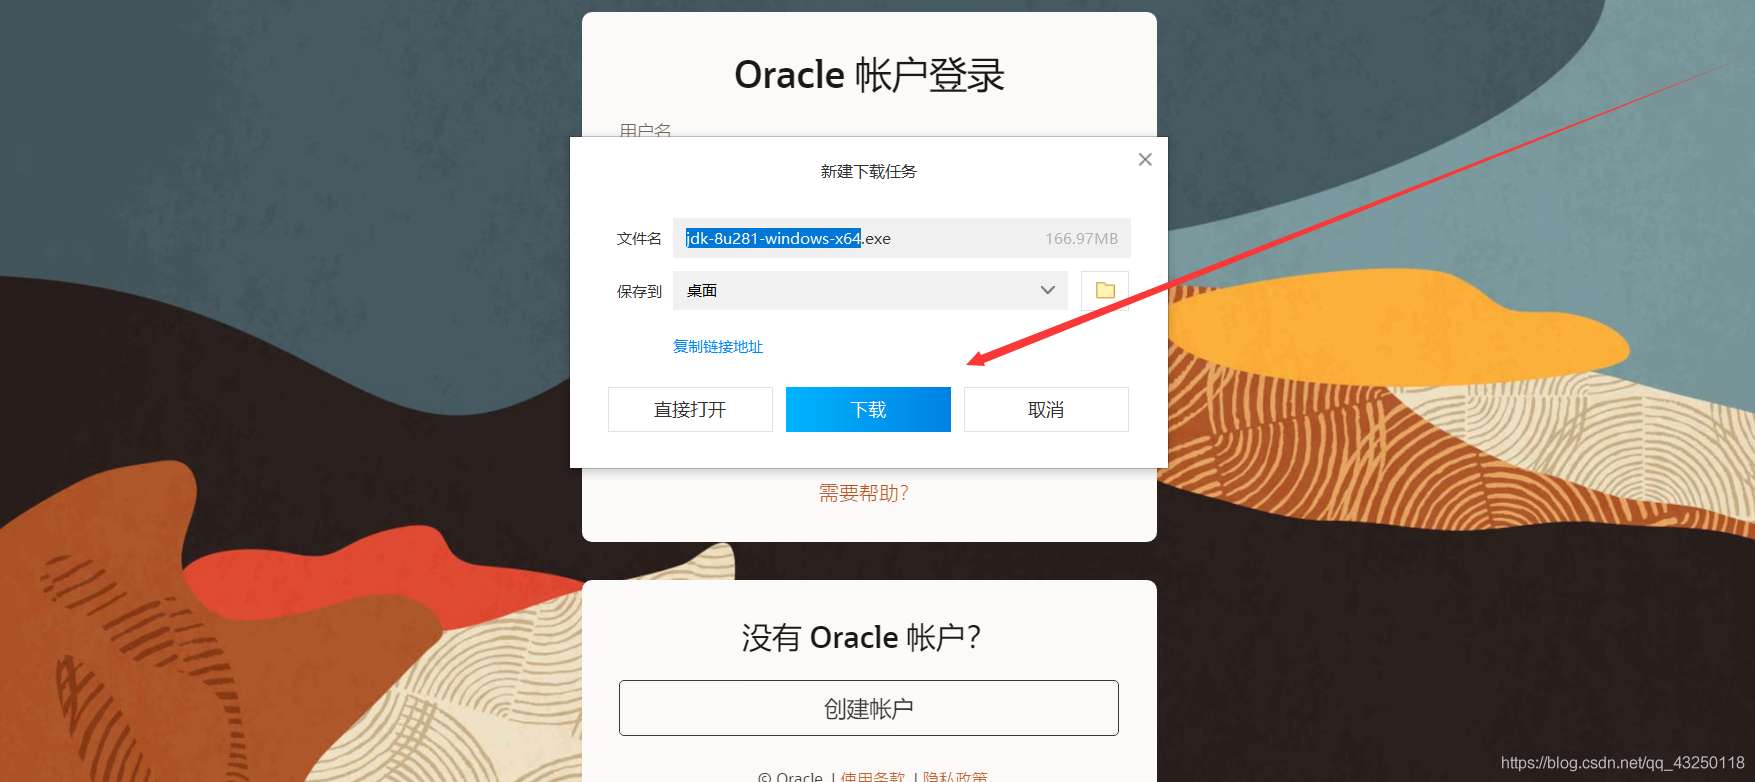 Oracle 帐户登录
用户名
新建下载任务
文件名 jdk-8u281-windows-x64.exe 166.97MB
保存到 桌面
复制链接地址
直接打开 下载 取消
需要帮助?
没有 Oracle 帐户?
创建帐户
© Oracle | 使用条款 | 隐私政策
https://blog.csdn.net/qq_43250118